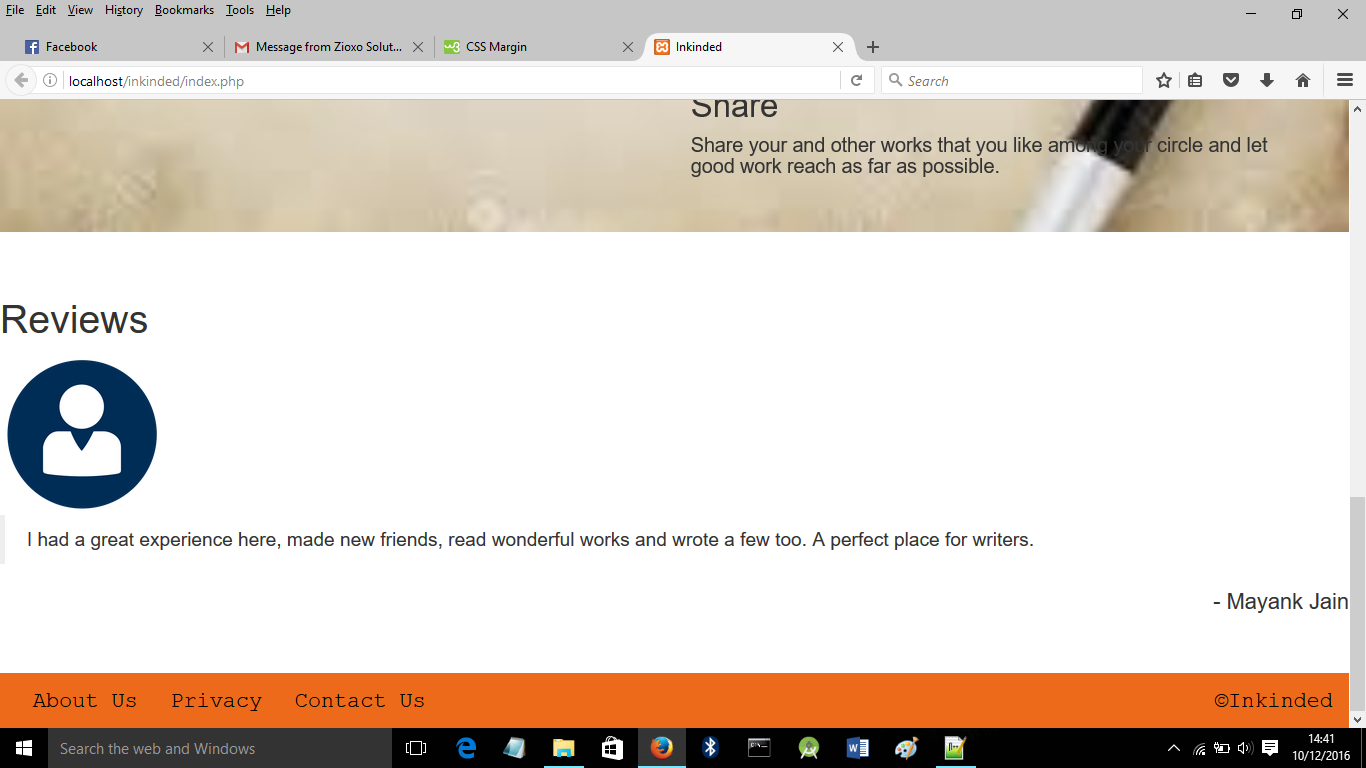 File Edit View History Bookmarks Tools Help
Facebook Message from Zioxo Solut... CSS Margin Inkinded
localhost/inkinded/index.php Search
Share
Share your and other works that you like among your circle and let
good work reach as far as possible.
Reviews
I had a great experience here, made new friends, read wonderful works and wrote a few too. A perfect place for writers.
- Mayank Jain
About Us Privacy Contact Us ©Inkinded
Search the web and Windows 14:41
10/12/2016